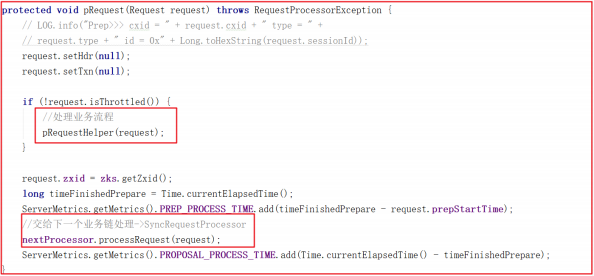 protected void pRequest(Request request) throws RequestProcessorException {
// LOG.info("Prep>>> cxid = " + request.cxid + " type = " +
// request.type + " id = 0x" + Long.toHexString(request.sessionId));
request.setHdr(null);
request.setTxn(null);
if (!request.isThrottled()) {
//处理业务流程
pRequestHelper(request);
}
request.zxid = zks.getZxid();
long timeFinishedPrepare = Time.currentElapsedTime();
ServerMetrics.getMetrics().PREP_PROCESS_TIME.add(timeFinishedPrepare - request.prepStartTime);
//交给下一个业务链处理->SyncRequestProcessor
nextProcessor.processRequest(request);
ServerMetrics.getMetrics().PROPOSAL_PROCESS_TIME.add(Time.currentElapsedTime() - timeFinishedPrepare);
}